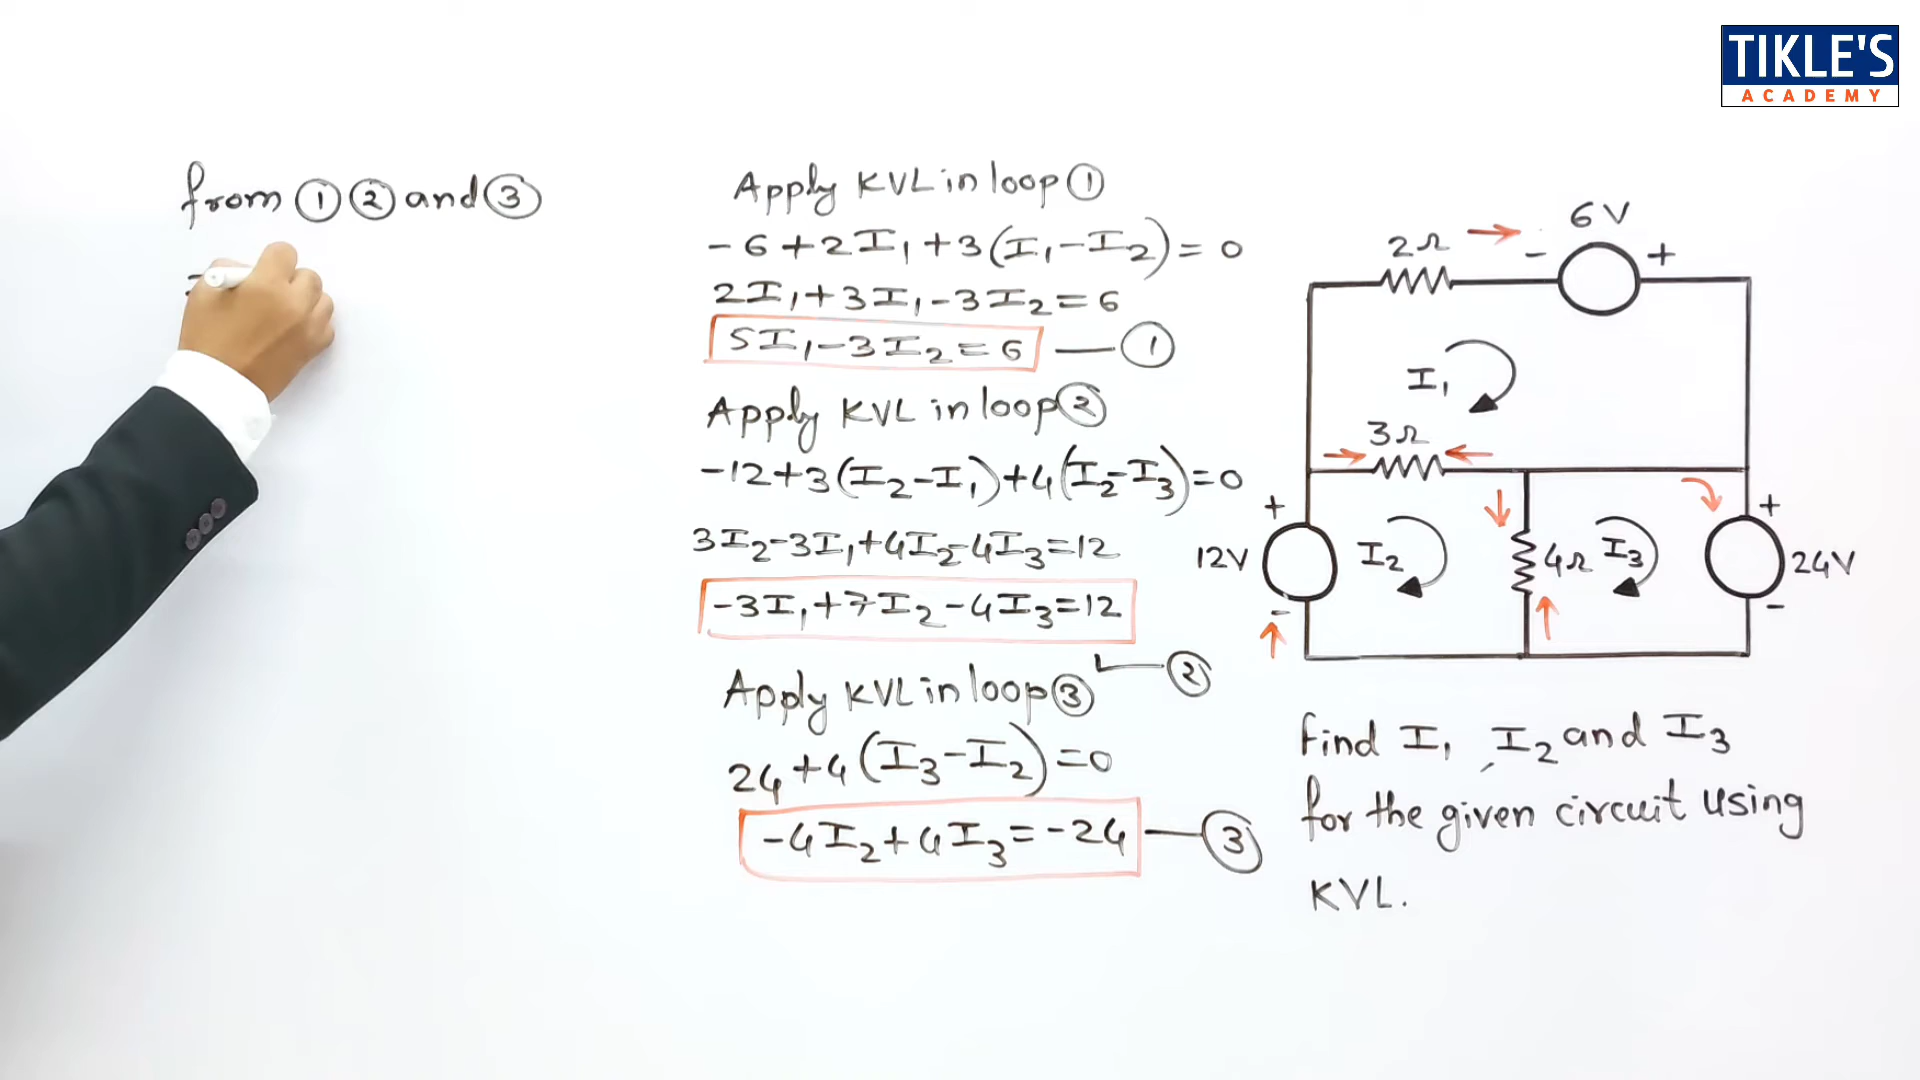 TIKLE'S
ACADEMY
from ① ② and ③
Apply KVL in loop ①
-6+2I₁+3(I₁-I₂)=0
2I₁+3I₁-3I₂=6
5I₁-3I₂=6 — ①
Apply KVL in loop ②
-12+3(I₂-I₁)+4(I₂-I₃)=0
3I₂-3I₁+4I₂-4I₃=12
-3I₁+7I₂-4I₃=12
②
Apply KVL in loop ③
24+4(I₃-I₂)=0
-4I₂+4I₃=-24 — ③
6V
2Ω
- +
I₁
3Ω
+ +
12V I₂ 4Ω I₃ 24V
- -
Find I₁, I₂ and I₃
for the given circuit using
KVL.